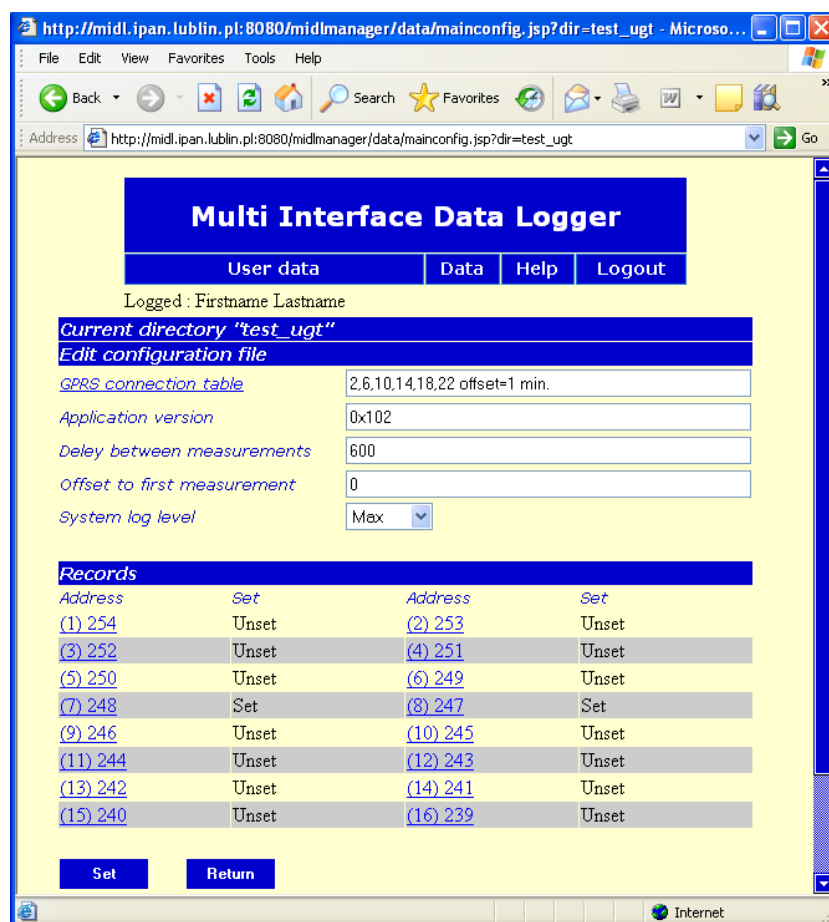 http://midl.ipan.lublin.pl:8080/midlmanager/data/mainconfig.jsp?dir=test_ugt - Microso...
File Edit View Favorites Tools Help
Back Search Favorites W
Address http://midl.ipan.lublin.pl:8080/midlmanager/data/mainconfig.jsp?dir=test_ugt Go
Multi Interface Data Logger
User data Data Help Logout
Logged : Firstname Lastname
Current directory "test_ugt"
Edit configuration file
GPRS connection table 2,6,10,14,18,22 offset=1 min.
Application version 0x102
Deley between measurements 600
Offset to first measurement 0
System log level Max
Records
Address Set Address Set
(1) 254 Unset (2) 253 Unset
(3) 252 Unset (4) 251 Unset
(5) 250 Unset (6) 249 Unset
(7) 248 Set (8) 247 Set
(9) 246 Unset (10) 245 Unset
(11) 244 Unset (12) 243 Unset
(13) 242 Unset (14) 241 Unset
(15) 240 Unset (16) 239 Unset
Set Return
Internet